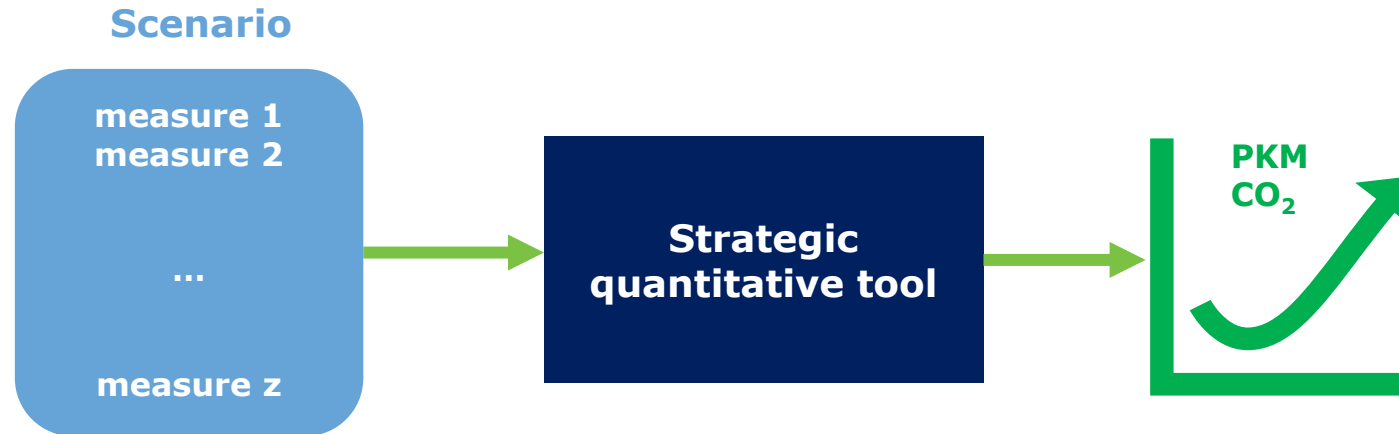 Scenario
measure 1
measure 2
...
measure z
Strategic
quantitative tool
PKM
CO₂